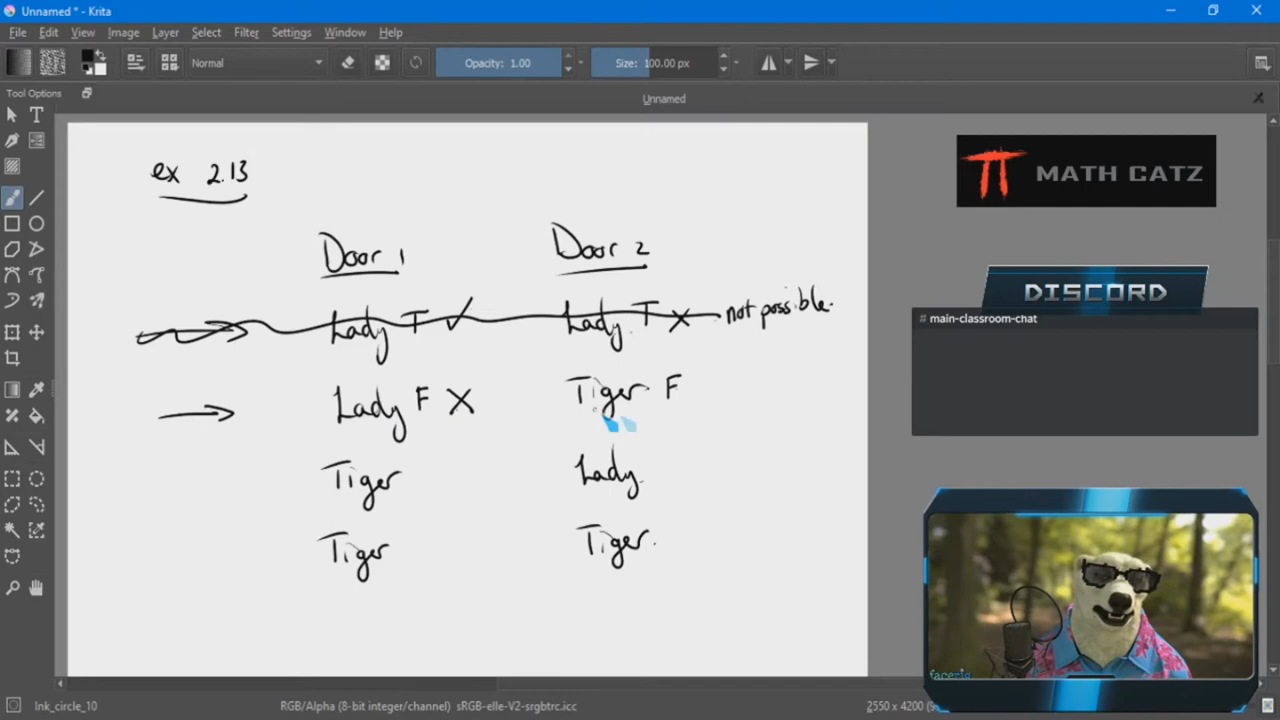 Unnamed * - Krita
File Edit View Image Layer Select Filter Settings Window Help
Normal Opacity: 1.00 Size: 100.00 px
Tool Options
Unnamed
ex 2.13
Door 1 Door 2
Lady T ✓ Lady T X not possible.
Lady F X Tiger F
Tiger Lady.
Tiger Tiger.
MATH CATZ
DISCORD
# main-classroom-chat
facerig
Ink_circle_10 RGB/Alpha (8-bit integer/channel) sRGB-elle-V2-srgbtrc.icc 2550 x 4200 (9